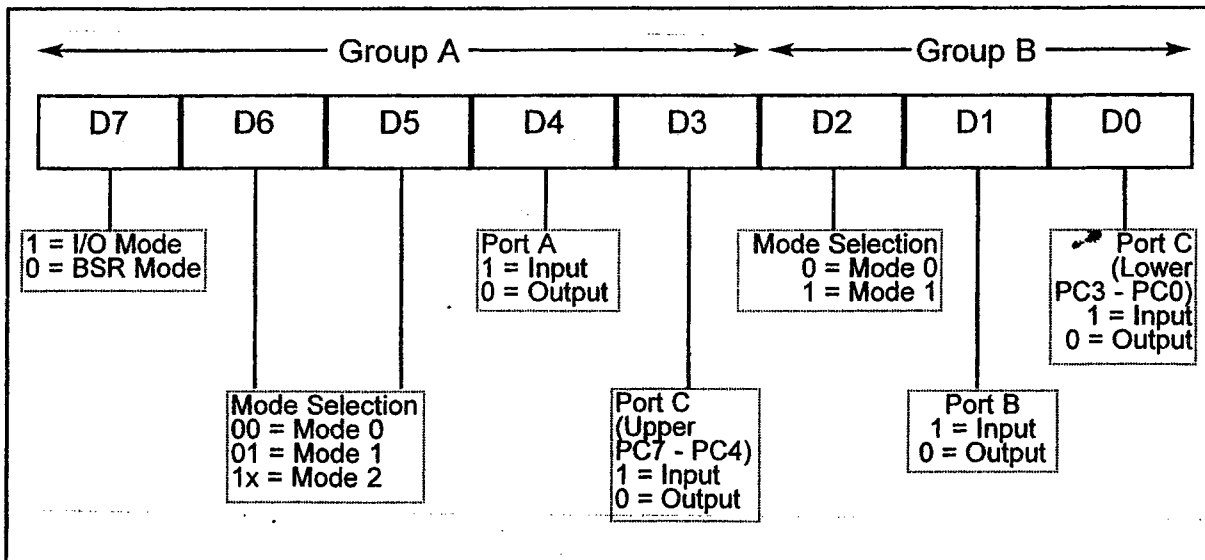 Group A
Group B
D7
D6
D5
D4
D3
D2
D1
D0
1 = I/O Mode
0 = BSR Mode
Mode Selection
00 = Mode 0
01 = Mode 1
1x = Mode 2
Port A
1 = Input
0 = Output
Port C
(Upper
PC7 - PC4)
1 = Input
0 = Output
Mode Selection
0 = Mode 0
1 = Mode 1
Port B
1 = Input
0 = Output
Port C
(Lower
PC3 - PC0)
1 = Input
0 = Output